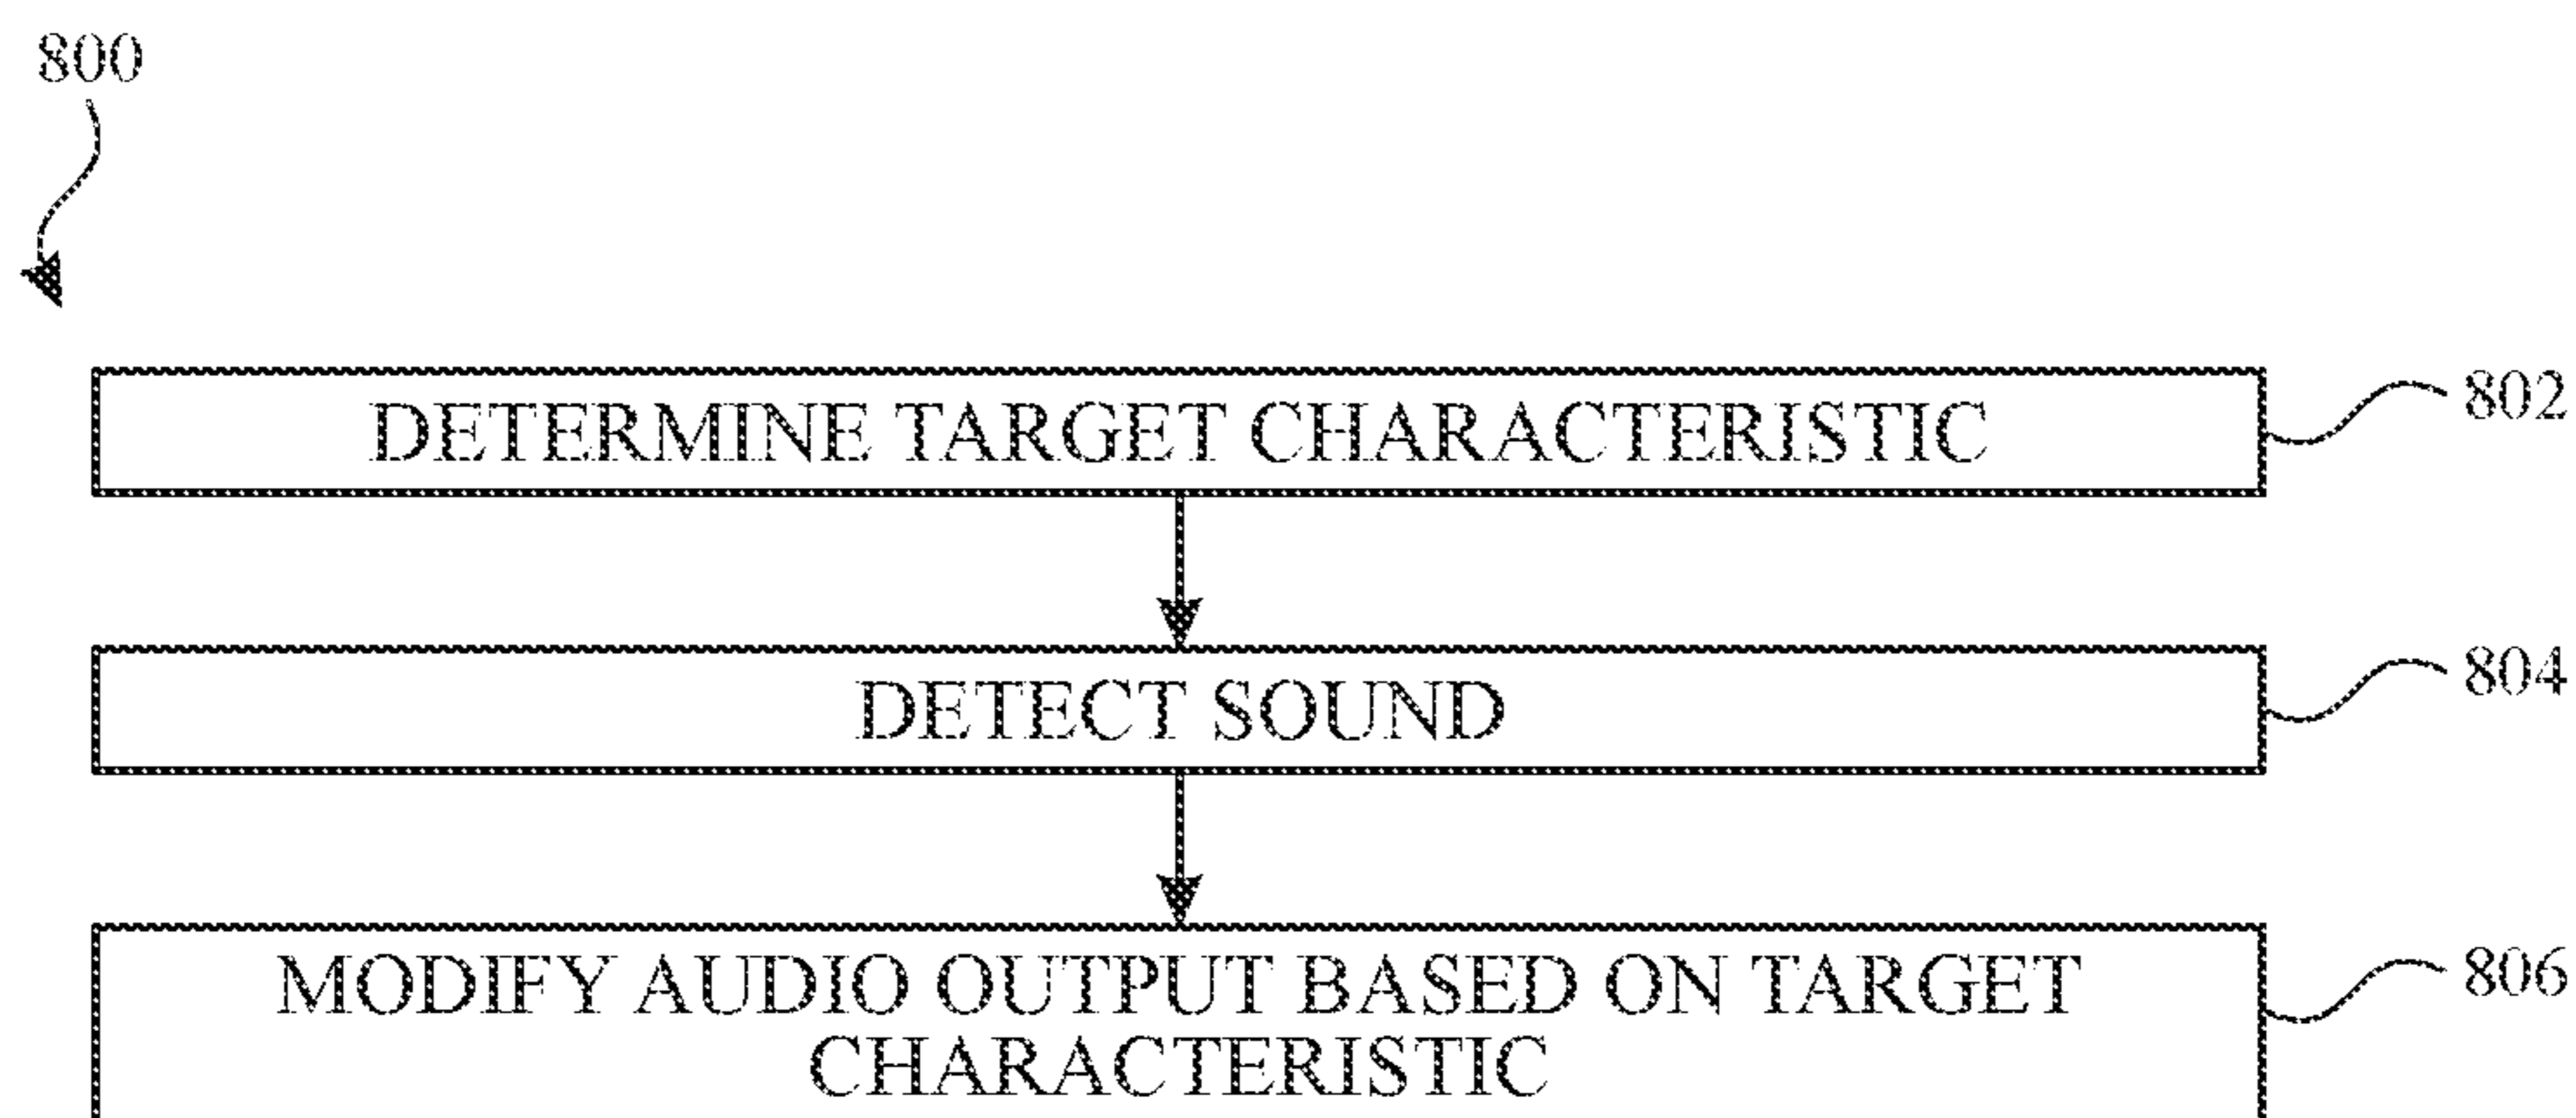 800
DETERMINE TARGET CHARACTERISTIC
802
DETECT SOUND
804
MODIFY AUDIO OUTPUT BASED ON TARGET
CHARACTERISTIC
806